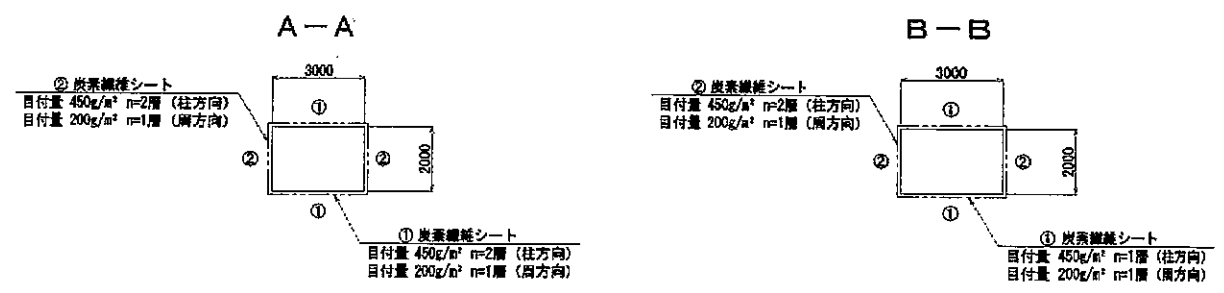 A－A
3000
② 炭素繊維シート
目付量 450g/m² n=2層 (柱方向)
目付量 200g/m² n=1層 (周方向)
①
②
②
2000
①
① 炭素繊維シート
目付量 450g/m² n=2層 (柱方向)
目付量 200g/m² n=1層 (周方向)
B－B
3000
② 炭素繊維シート
目付量 450g/m² n=2層 (柱方向)
目付量 200g/m² n=1層 (周方向)
①
②
②
2000
①
① 炭素繊維シート
目付量 450g/m² n=1層 (柱方向)
目付量 200g/m² n=1層 (周方向)